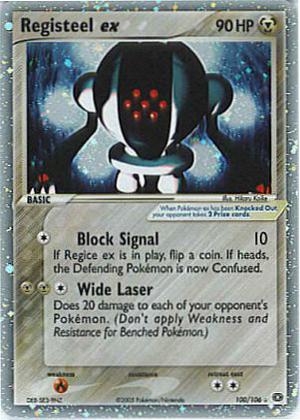 Registeel ex 90 HP
BASIC
Illus. Hikaru Koike
When Pokémon-ex has been Knocked Out,
your opponent takes 2 Prize cards.
Block Signal 10
If Regice ex is in play, flip a coin. If heads,
the Defending Pokémon is now Confused.
Wide Laser
Does 20 damage to each of your opponent's
Pokémon. (Don't apply Weakness and
Resistance for Benched Pokémon.)
weakness resistance retreat cost
©2005 Pokémon/Nintendo 100/106